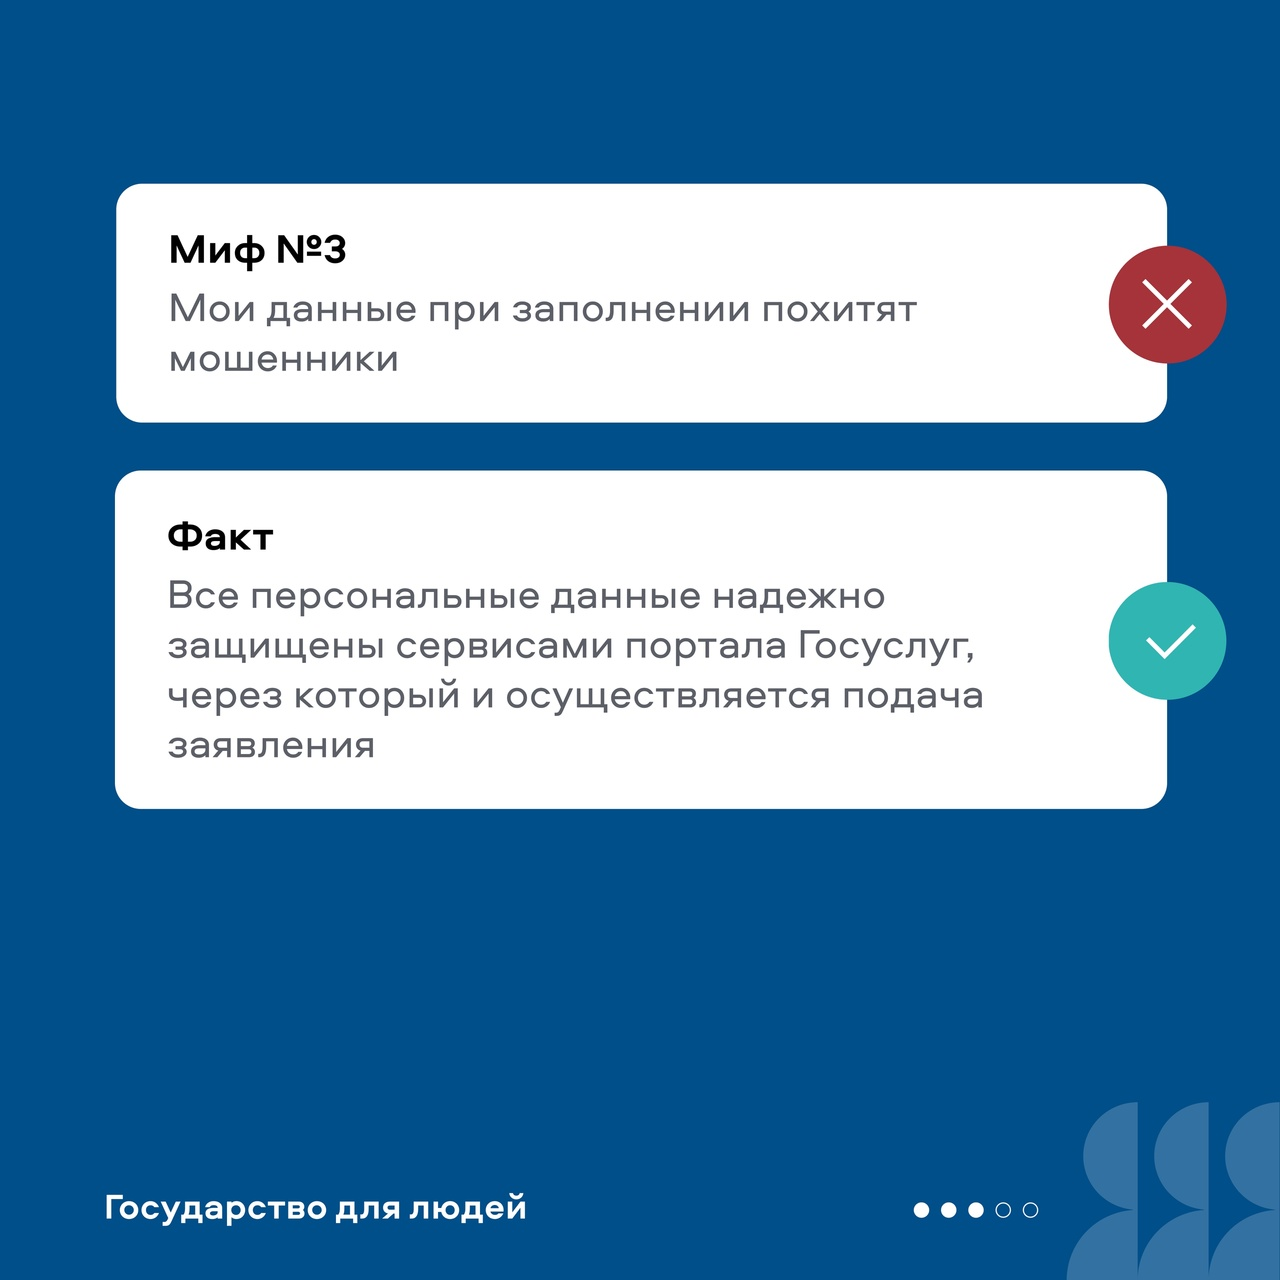 Миф №3
Мои данные при заполнении похитят
мошенники
Факт
Все персональные данные надежно
защищены сервисами портала Госуслуг,
через который и осуществляется подача
заявления
Государство для людей